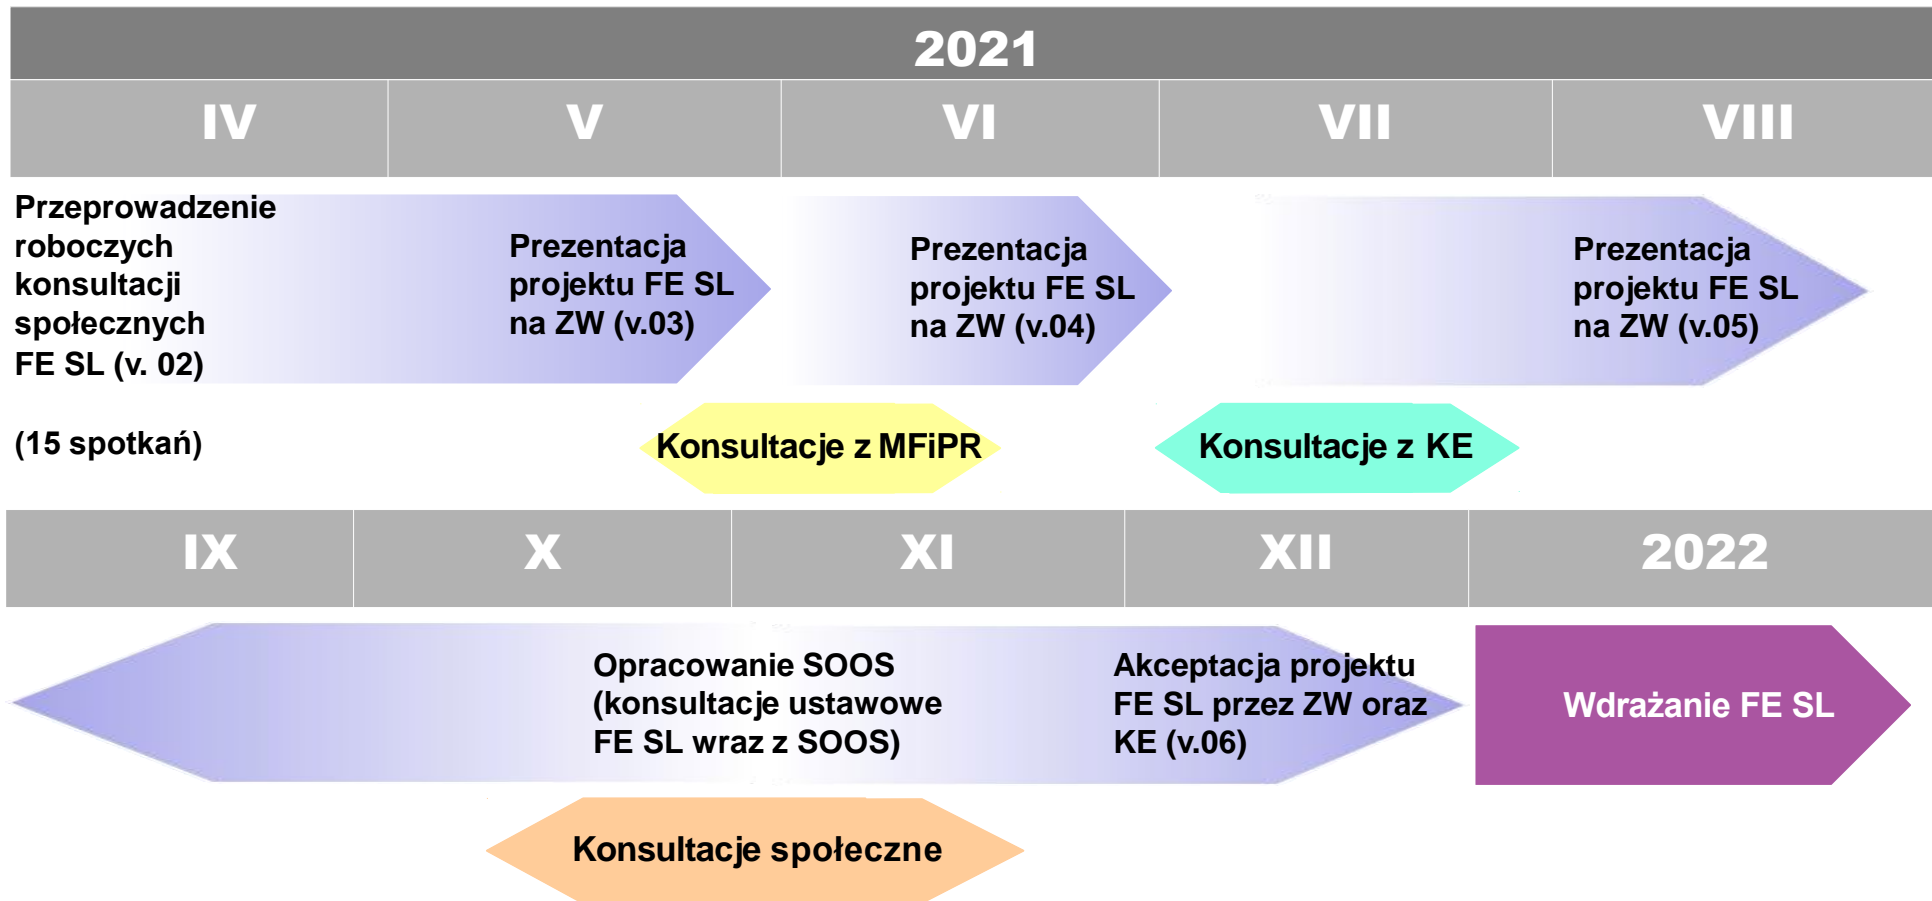 2021
IV
V
VI
VII
VIII
Przeprowadzenie
roboczych
konsultacji
społecznych
FE SL (v. 02)
(15 spotkań)
Prezentacja
projektu FE SL
na ZW (v.03)
Prezentacja
projektu FE SL
na ZW (v.04)
Prezentacja
projektu FE SL
na ZW (v.05)
Konsultacje z MFiPR
Konsultacje z KE
IX
X
XI
XII
2022
Opracowanie SOOS
(konsultacje ustawowe
FE SL wraz z SOOS)
Akceptacja projektu
FE SL przez ZW oraz
KE (v.06)
Wdrażanie FE SL
Konsultacje społeczne